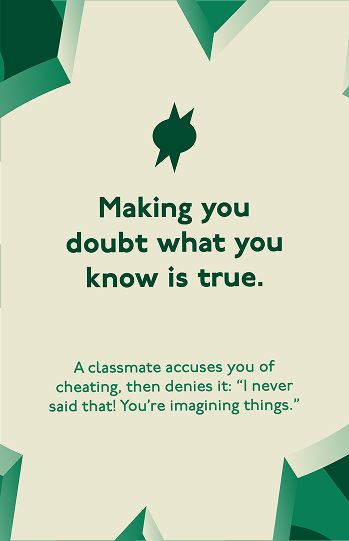 Making you
doubt what you
know is true.
A classmate accuses you of
cheating, then denies it: “I never
said that! You’re imagining things.”